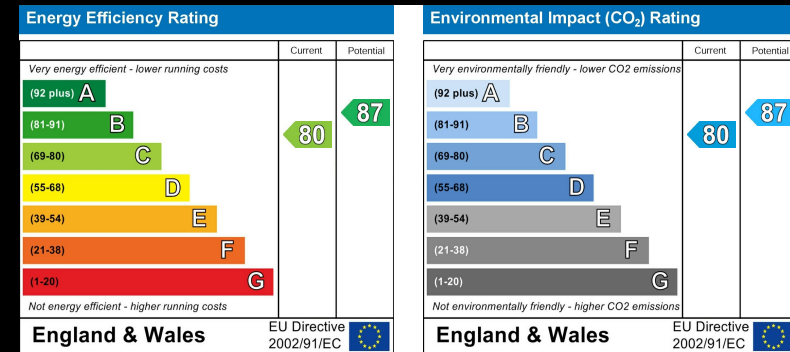 Energy Efficiency Rating
Current Potential
Very energy efficient - lower running costs
(92 plus) A
(81-91) B
87
80
(69-80) C
(55-68) D
(39-54) E
(21-38) F
(1-20) G
Not energy efficient - higher running costs
England & Wales
EU Directive
2002/91/EC
Environmental Impact (CO₂) Rating
Current Potential
Very environmentally friendly - lower CO2 emissions
(92 plus) A
(81-91) B
87
80
(69-80) C
(55-68) D
(39-54) E
(21-38) F
(1-20) G
Not environmentally friendly - higher CO2 emissions
England & Wales
EU Directive
2002/91/EC